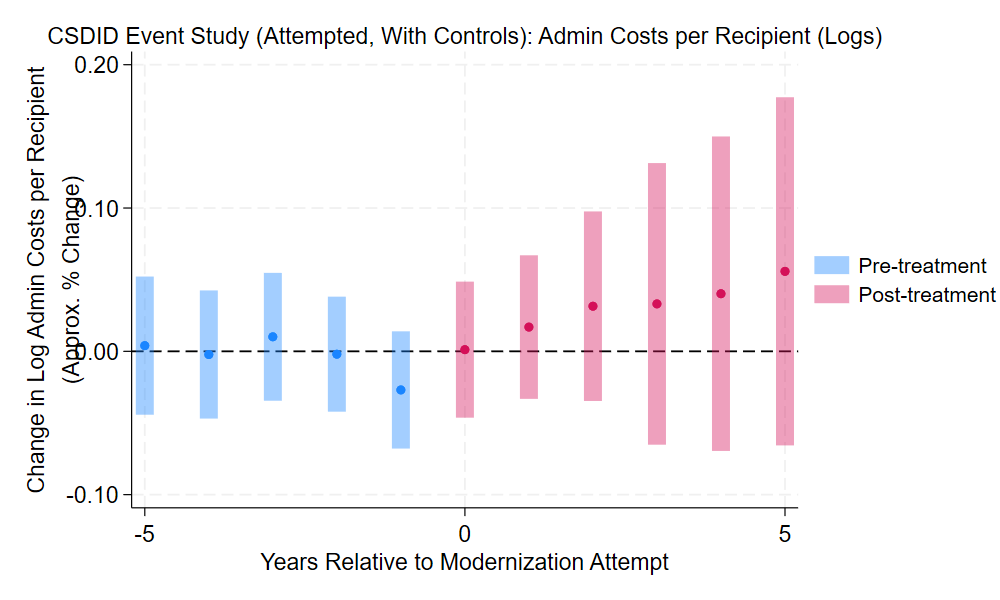 CSDID Event Study (Attempted, With Controls): Admin Costs per Recipient (Logs)
Change in Log Admin Costs per Recipient
(Approx. % Change)
0.20
0.10
0.00
-0.10
-5
0
5
Years Relative to Modernization Attempt
Pre-treatment
Post-treatment